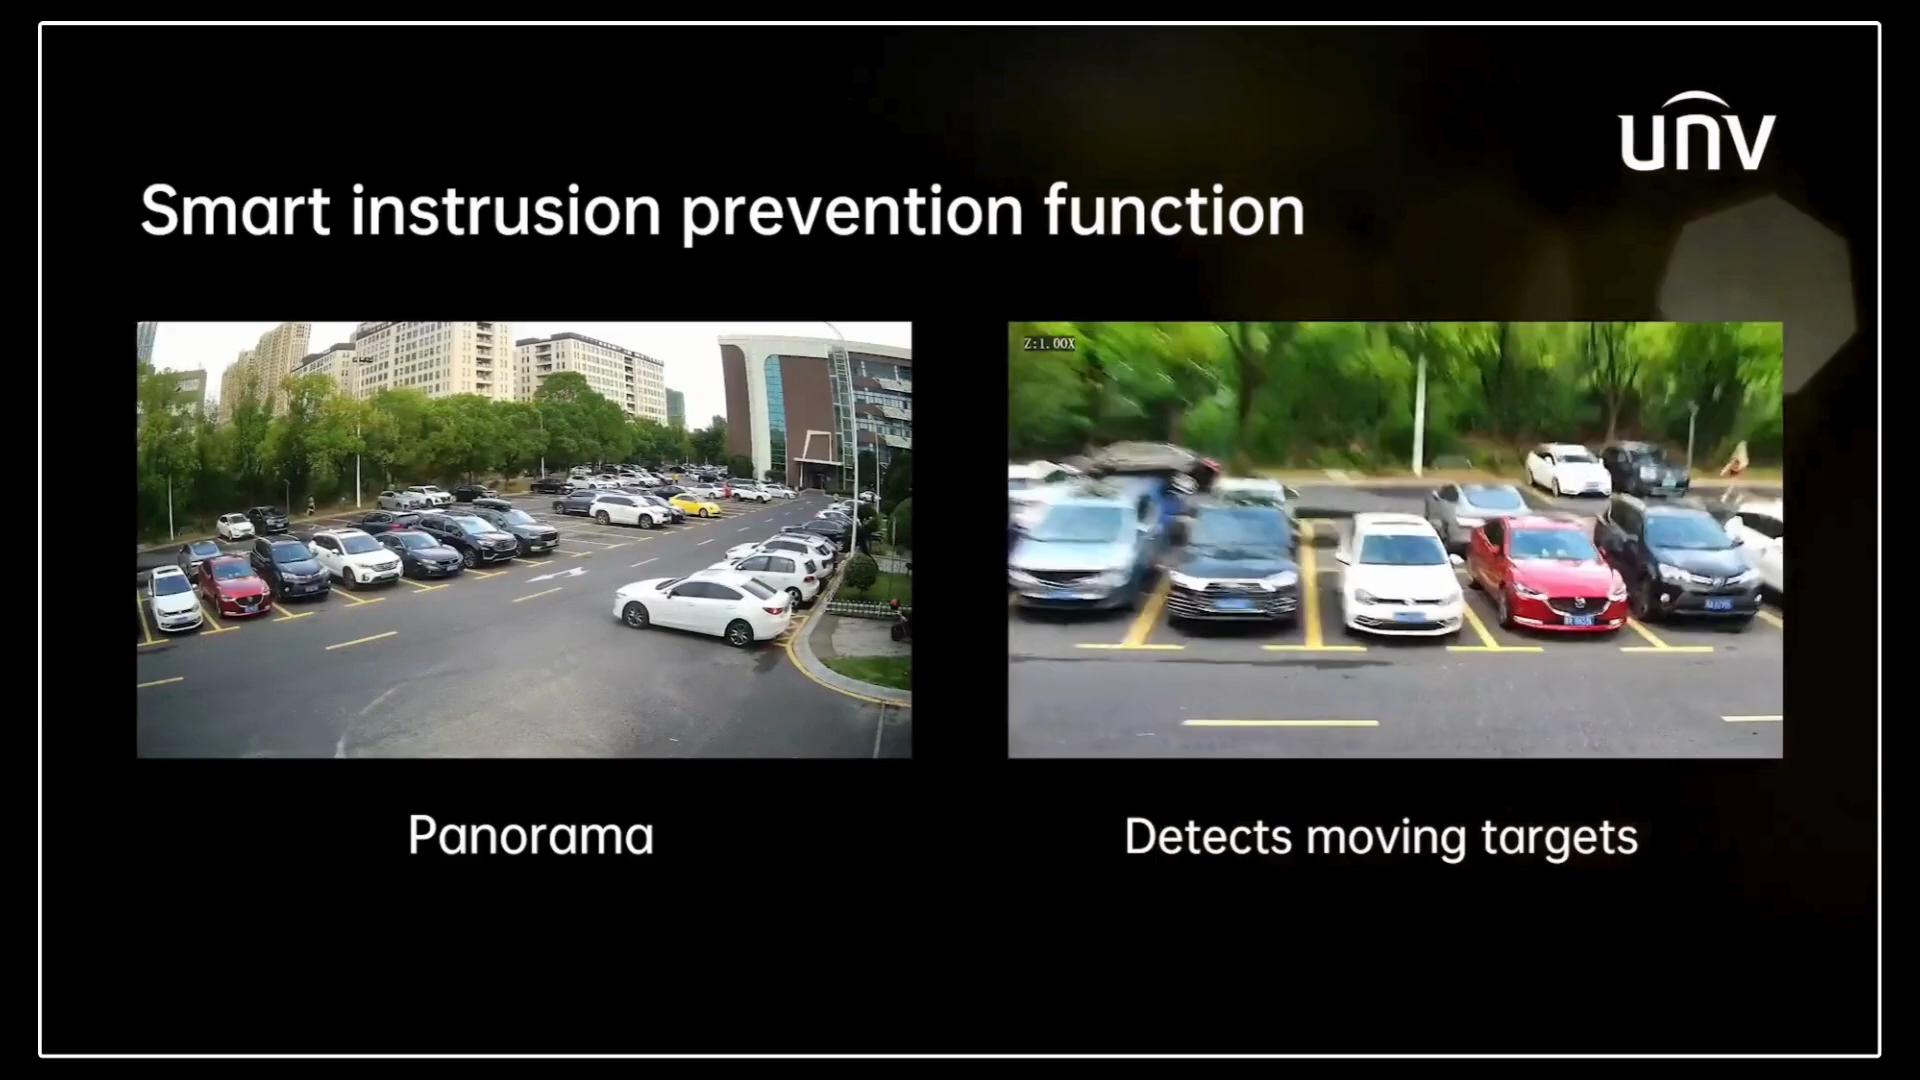 unv
Smart instrusion prevention function
Z:1.00X
Panorama
Detects moving targets